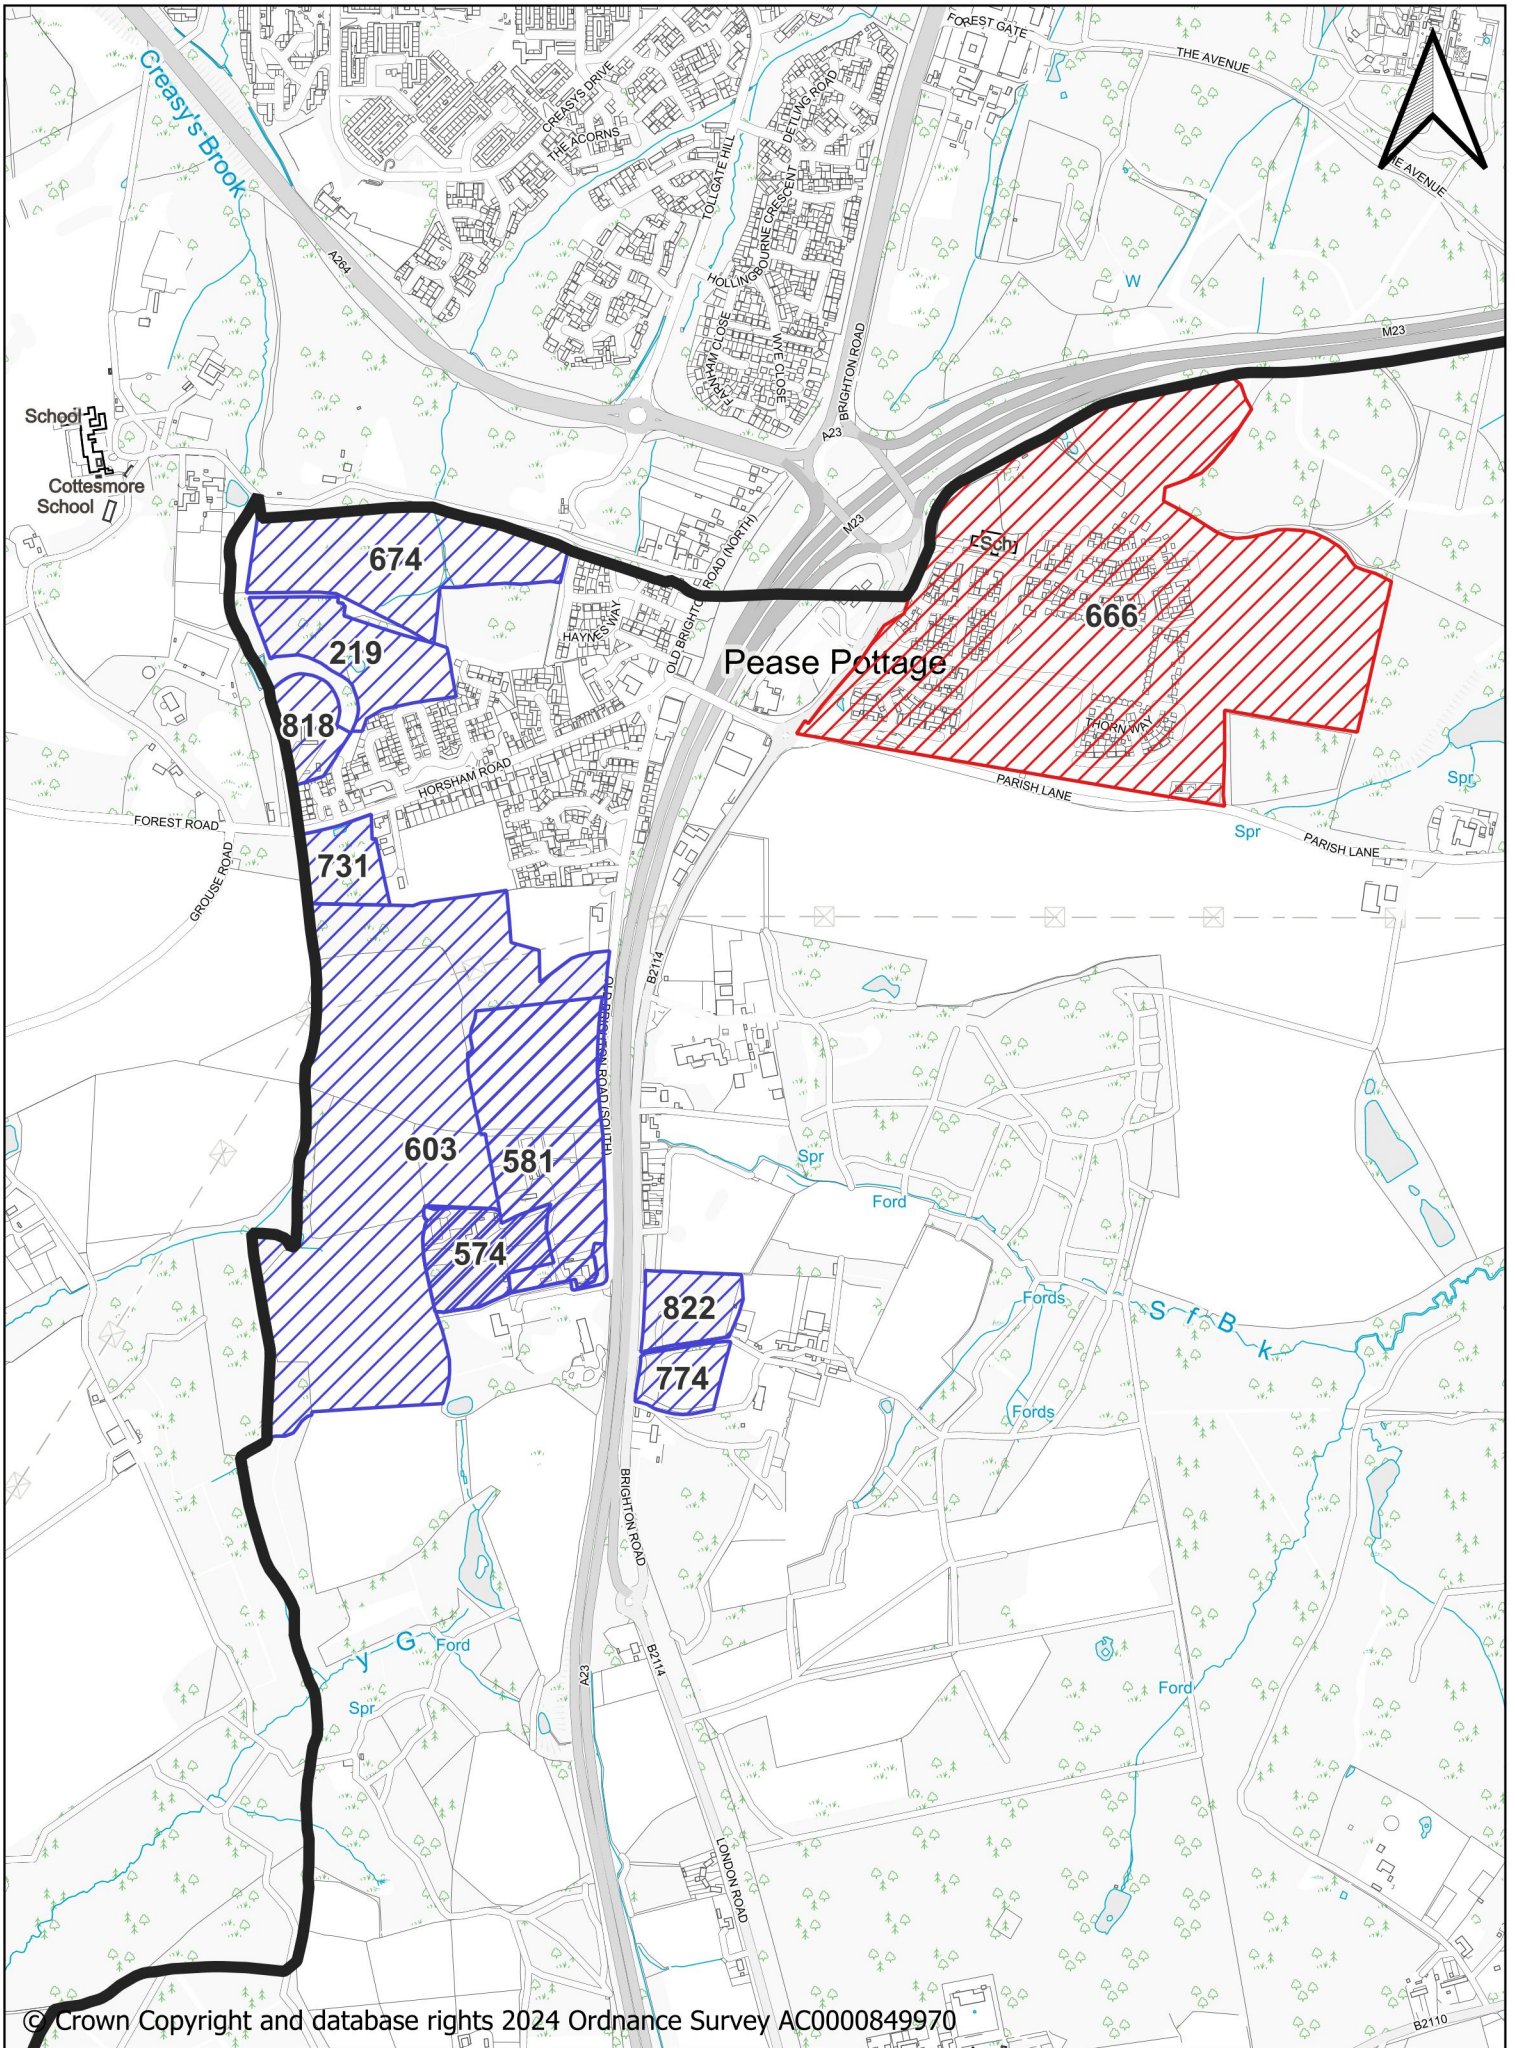 FOREST GATE
THE AVENUE
Creasy's Brook
CREASYS DRIVE
DETLING ROAD
THE ACORNS
TOLLGATE HILL
HOLLINGBOURNE CRESCENT
A264
W
M23
FARNHAM CLOSE
WYE CLOSE
BRIGHTON ROAD
School
A23
Cottesmore
School
M23
OLD BRIGHTON ROAD (NORTH)
Sch
674
666
HAYNES WAY
219
Pease Pottage
818
THORN WAY
HORSHAM ROAD
PARISH LANE
Spr
FOREST ROAD
Spr
PARISH LANE
731
GROUSE ROAD
B2114
OLD BRIGHTON ROAD (SOUTH)
603
581
Spr
Ford
574
822
Fords
S f B k
774
Fords
BRIGHTON ROAD
y G
Ford
B2114
A23
Ford
Spr
LONDON ROAD
© Crown Copyright and database rights 2024 Ordnance Survey AC0000849970
B2110